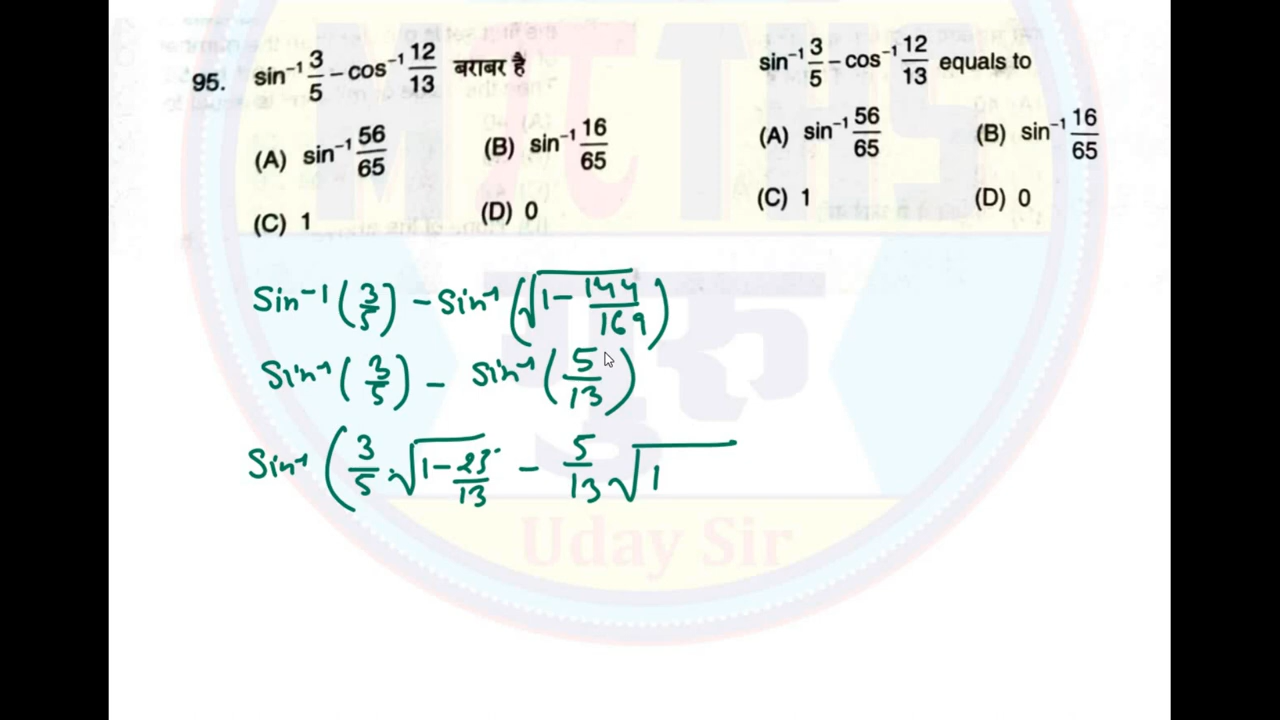 95. sin⁻¹ 3/5 − cos⁻¹ 12/13 बराबर है
(A) sin⁻¹ 56/65 (B) sin⁻¹ 16/65
(C) 1 (D) 0
sin⁻¹ 3/5 − cos⁻¹ 12/13 equals to
(A) sin⁻¹ 56/65 (B) sin⁻¹ 16/65
(C) 1 (D) 0
Sin⁻¹ (3/5) − Sin⁻¹ (√(1 − 144/169))
Sin⁻¹ (3/5) − Sin⁻¹ (5/13)
Sin⁻¹ (3/5 · √(1 − 25/13) − 5/13 √1
MATHS
गुरु
Uday Sir